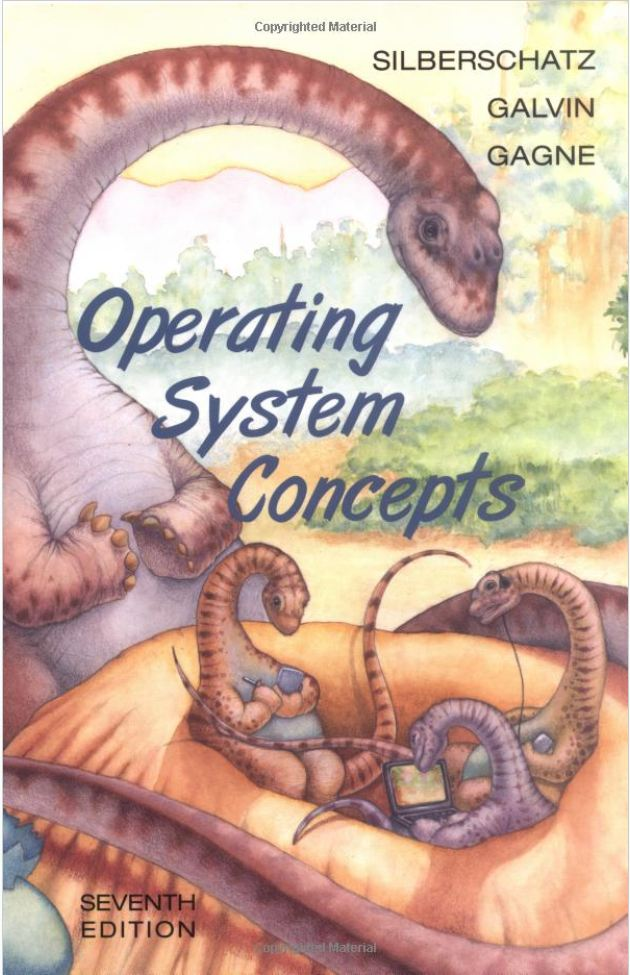 Copyrighted Material
SILBERSCHATZ
GALVIN
GAGNE
Operating
System
Concepts
SEVENTH
EDITION
Copyrighted Material